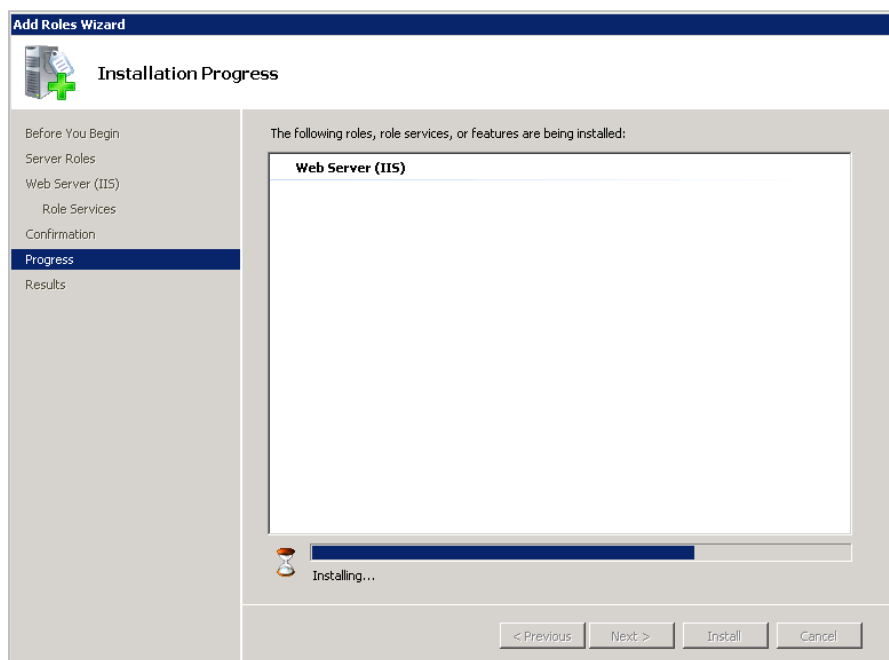 Add Roles Wizard
Installation Progress
Before You Begin
Server Roles
Web Server (IIS)
Role Services
Confirmation
Progress
Results
The following roles, role services, or features are being installed:
Web Server (IIS)
Installing...
< Previous
Next >
Install
Cancel